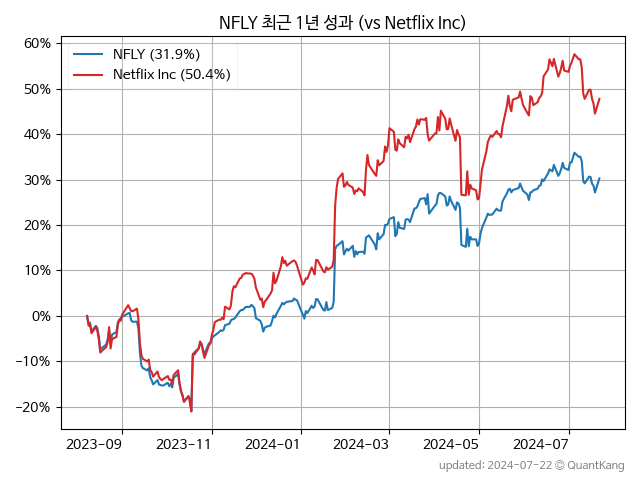 NFLY 최근 1년 성과 (vs Netflix Inc)
NFLY (31.9%)
Netflix Inc (50.4%)
60%
50%
40%
30%
20%
10%
0%
−10%
−20%
2023-09 2023-11 2024-01 2024-03 2024-05 2024-07
updated: 2024-07-22 © QuantKang